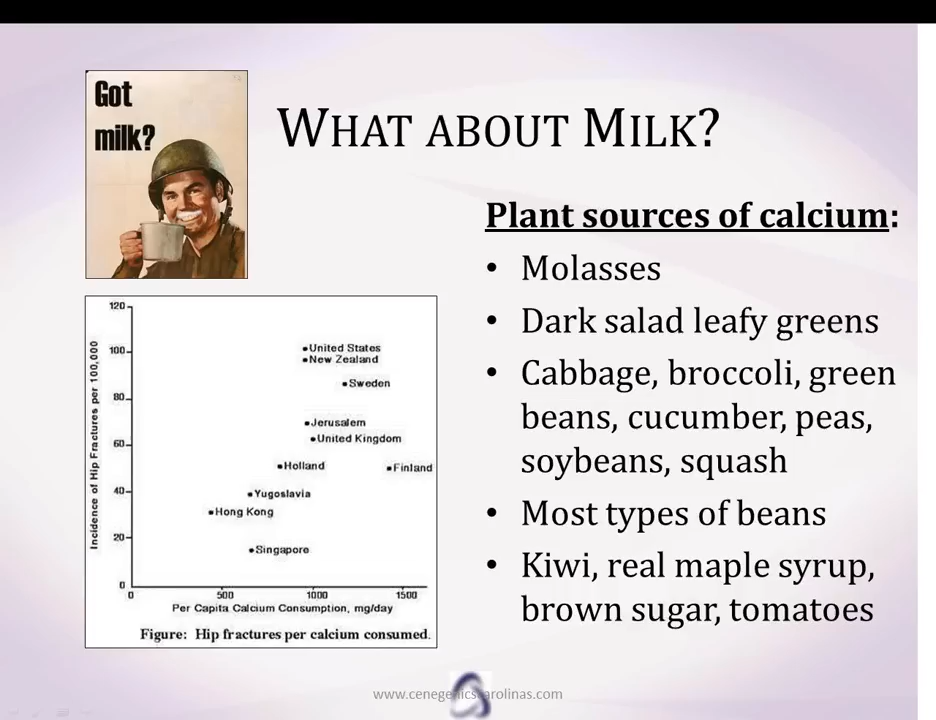 Got
milk?
WHAT ABOUT MILK?
Plant sources of calcium:
• Molasses
• Dark salad leafy greens
• Cabbage, broccoli, green
beans, cucumber, peas,
soybeans, squash
• Most types of beans
• Kiwi, real maple syrup,
brown sugar, tomatoes
Incidence of Hip Fractures per 100,000
120
100
80
60
40
20
0
United States
New Zealand
Sweden
Jerusalem
United Kingdom
Holland
Finland
Yugoslavia
Hong Kong
Singapore
0 500 1000 1500
Per Capita Calcium Consumption, mg/day
Figure: Hip fractures per calcium consumed.
www.cenegenicscarolinas.com